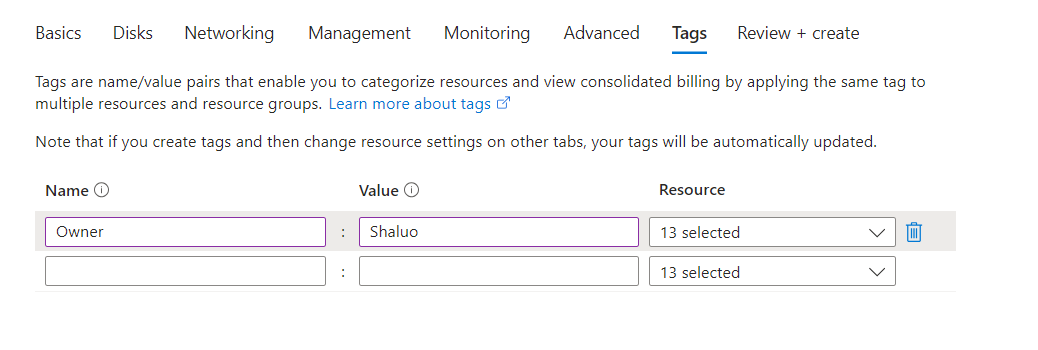 Basics Disks Networking Management Monitoring Advanced Tags Review + create
Tags are name/value pairs that enable you to categorize resources and view consolidated billing by applying the same tag to
multiple resources and resource groups. Learn more about tags
Note that if you create tags and then change resource settings on other tabs, your tags will be automatically updated.
Name Value Resource
Owner : Shaluo 13 selected
: 13 selected